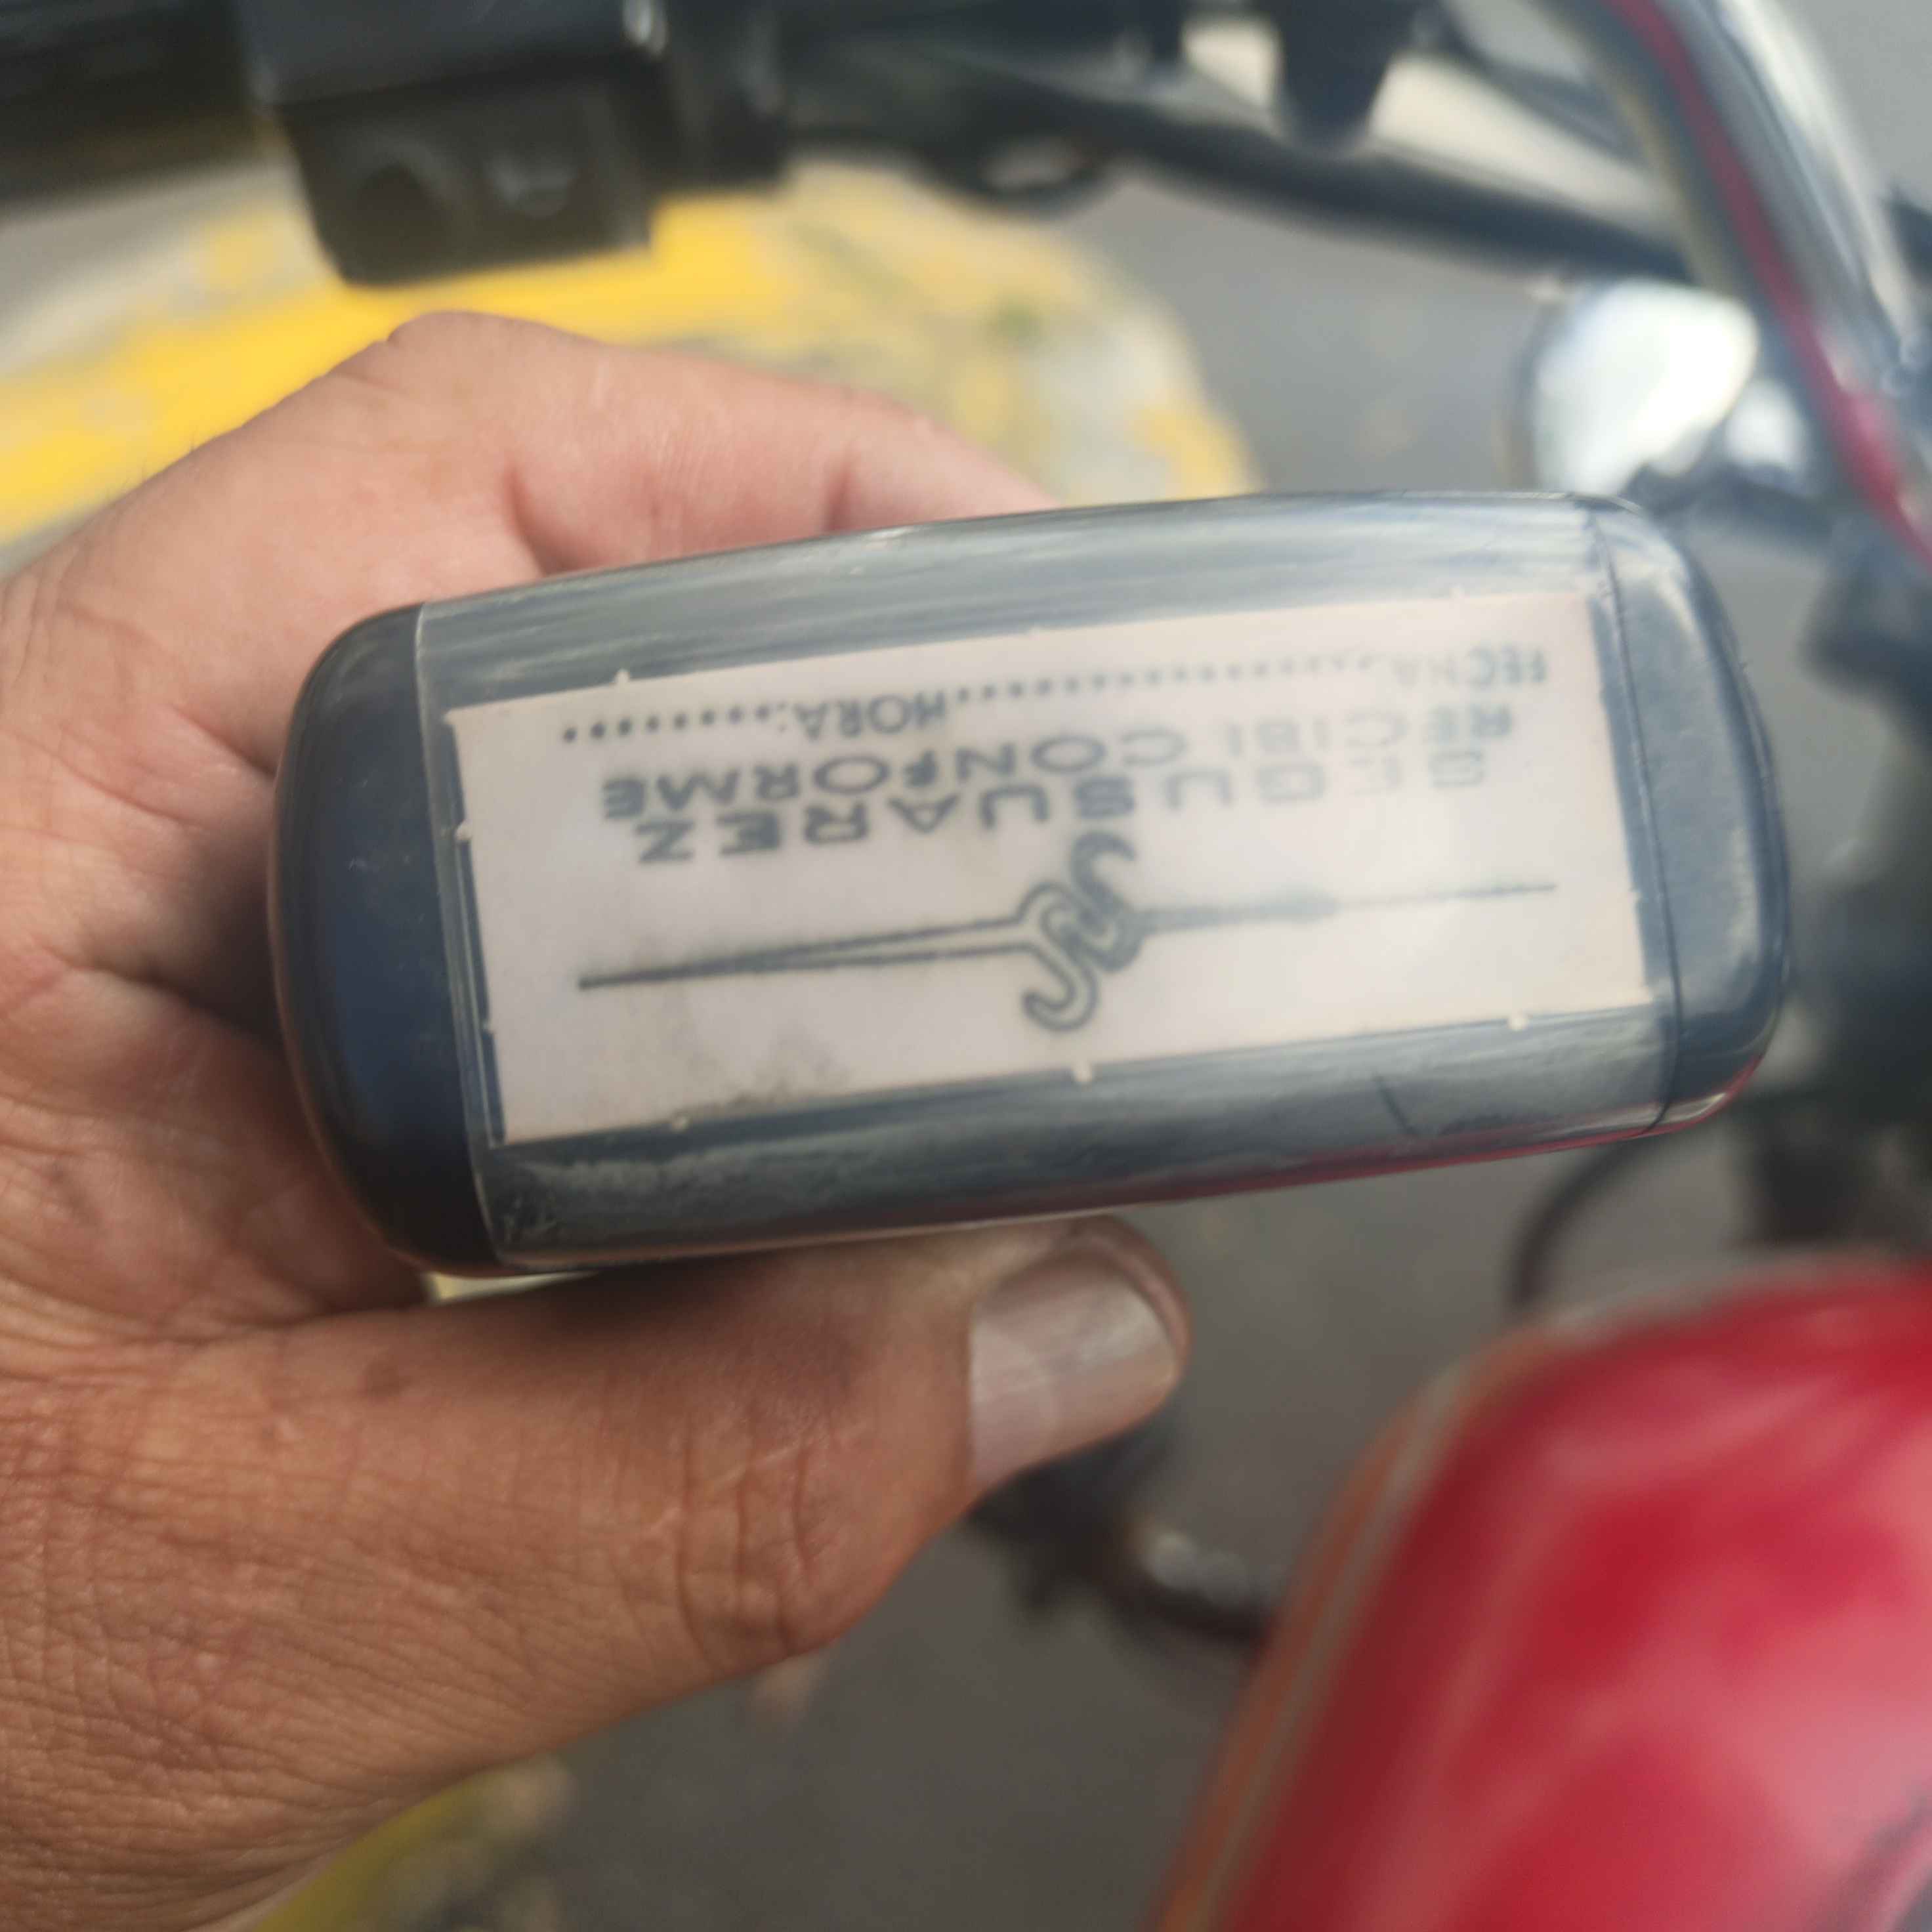 SEGUSUAREZ
RECIBI CONFORME
FECHA........................HORA:............